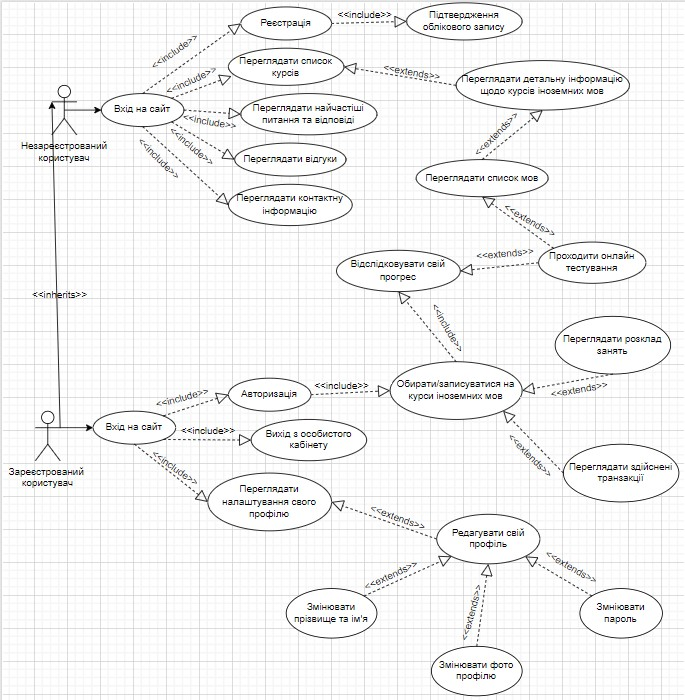 Реєстрація
<<include>>
Підтвердження
облікового запису
<<include>>
Переглядати список
курсів
<<include>>
<<extends>>
Переглядати детальну інформацію
щодо курсів іноземних мов
Незареєстрований
користувач
Вхід на сайт
Переглядати найчастіші
питання та відповіді
<<include>>
<<include>>
Переглядати відгуки
<<include>>
Переглядати контактну
інформацію
<<extends>>
Переглядати список мов
<<extends>>
Проходити онлайн
тестування
<<extends>>
Відслідковувати свій
прогрес
<<inherits>>
<<include>>
Переглядати розклад
занять
<<extends>>
Авторизація
<<include>>
<<include>>
Обирати/записуватися на
курси іноземних мов
Зареєстрований
користувач
Вхід на сайт
<<include>>
Вихід з особистого
кабінету
<<extends>>
Переглядати здійснені
транзакції
<<include>>
Переглядати
налаштування свого
профілю
<<extends>>
Редагувати свій
профіль
<<extends>>
<<extends>>
<<extends>>
Змінювати
прізвище та ім'я
Змінювати фото
профілю
Змнювати
пароль